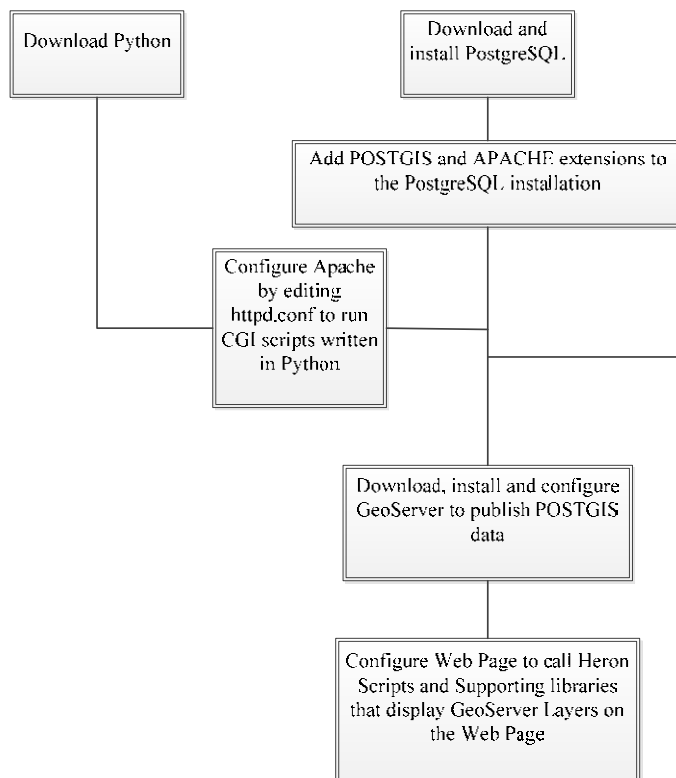 Download Python
Download and
install PostgreSQL
Add POSTGIS and APACHE extensions to
the PostgreSQL installation
Configure Apache
by editing
httpd.conf to run
CGI scripts written
in Python
Download, install and configure
GeoServer to publish POSTGIS
data
Configure Web Page to call Heron
Scripts and Supporting libraries
that display GeoServer Layers on
the Web Page